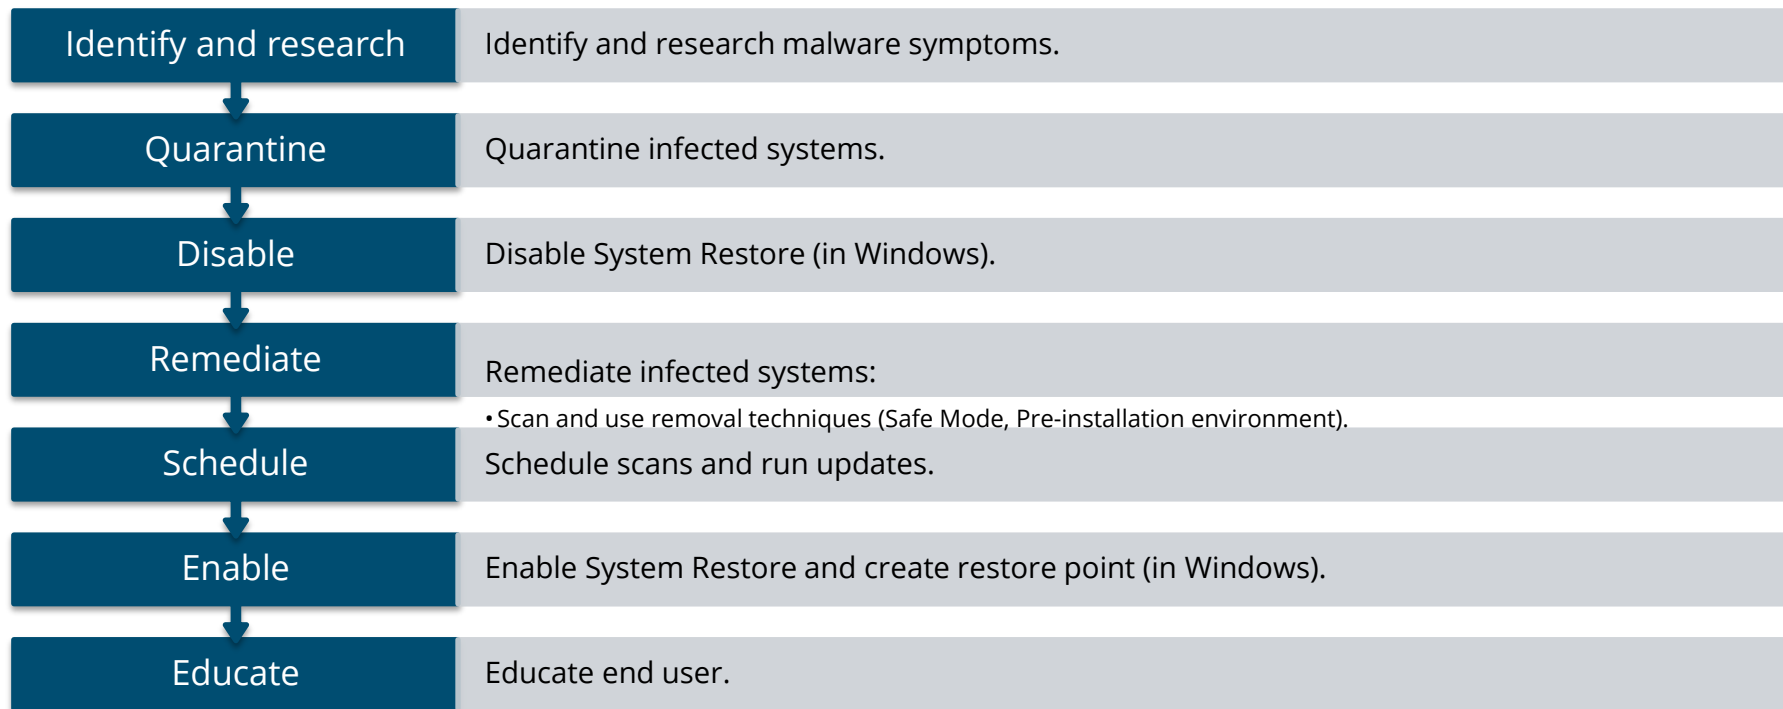 Identify and research
Identify and research malware symptoms.
Quarantine
Quarantine infected systems.
Disable
Disable System Restore (in Windows).
Remediate
Remediate infected systems:
• Scan and use removal techniques (Safe Mode, Pre-installation environment).
Schedule
Schedule scans and run updates.
Enable
Enable System Restore and create restore point (in Windows).
Educate
Educate end user.